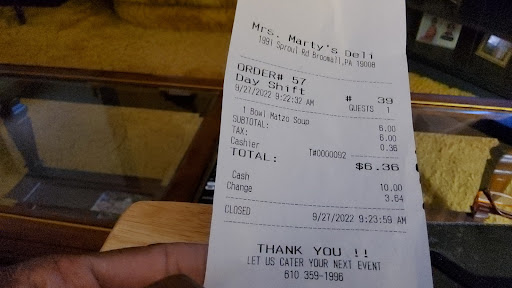 Mrs. Marty's Deli
1991 Sproul Rd Broomall,PA 19008
ORDER# 57
Day Shift # 39
9/27/2022 9:22:32 AM GUESTS 1
1 Bowl Matzo Soup 6.00
SUBTOTAL: 6.00
TAX: 0.36
Cashier T#0000092
TOTAL: $6.36
Cash 10.00
Change 3.64
CLOSED 9/27/2022 9:23:59 AM
THANK YOU !!
LET US CATER YOUR NEXT EVENT
610 359-1996